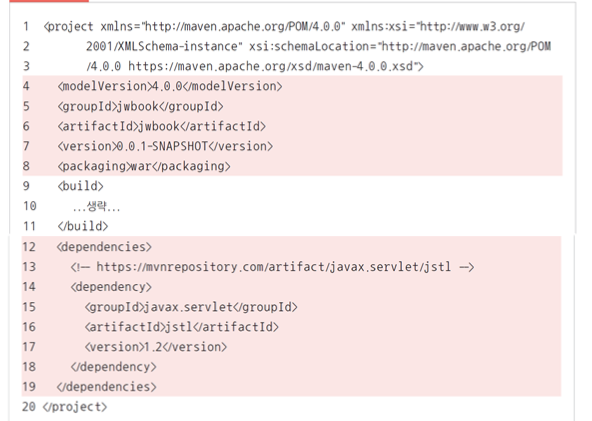 1 <project xmlns="http://maven.apache.org/POM/4.0.0" xmlns:xsi="http://www.w3.org/
2 2001/XMLSchema-instance" xsi:schemaLocation="http://maven.apache.org/POM
3 /4.0.0 https://maven.apache.org/xsd/maven-4.0.0.xsd">
4 <modelVersion>4.0.0</modelVersion>
5 <groupId>jwbook</groupId>
6 <artifactId>jwbook</artifactId>
7 <version>0.0.1-SNAPSHOT</version>
8 <packaging>war</packaging>
9 <build>
10 ...생략...
11 </build>
12 <dependencies>
13 <!-- https://mvnrepository.com/artifact/javax.servlet/jstl -->
14 <dependency>
15 <groupId>javax.servlet</groupId>
16 <artifactId>jstl</artifactId>
17 <version>1.2</version>
18 </dependency>
19 </dependencies>
20 </project>